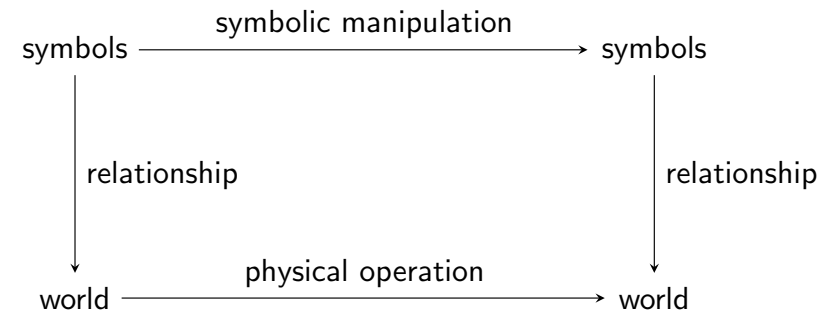 symbolic manipulation
symbols symbols
relationship relationship
physical operation
world world